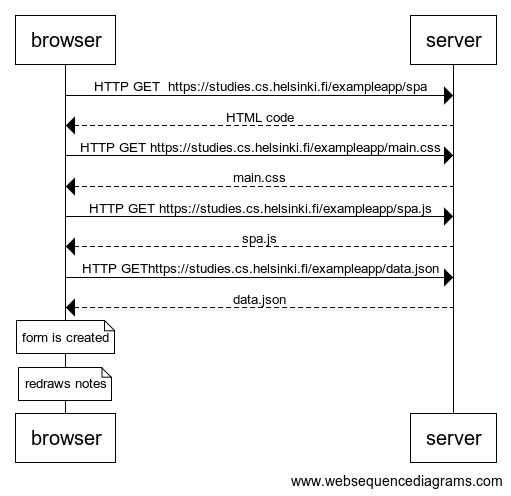 browser
server
HTTP GET  https://studies.cs.helsinki.fi/exampleapp/spa
HTML code
HTTP GET https://studies.cs.helsinki.fi/exampleapp/main.css
main.css
HTTP GET https://studies.cs.helsinki.fi/exampleapp/spa.js
spa.js
HTTP GEThttps://studies.cs.helsinki.fi/exampleapp/data.json
data.json
form is created
redraws notes
browser
server
www.websequencediagrams.com